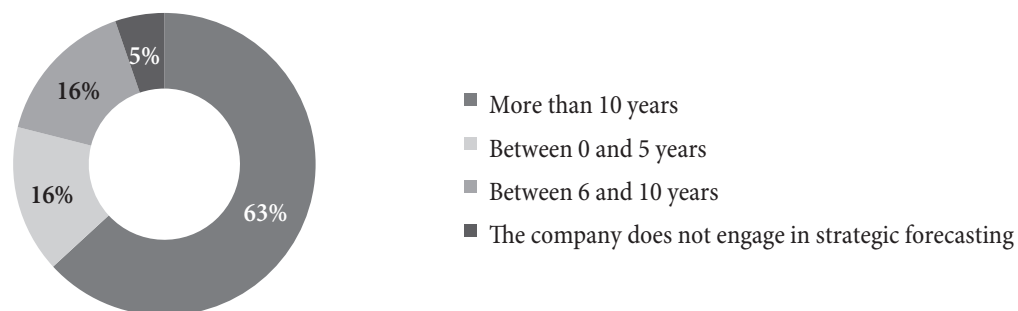 5%
16%
16%
63%
More than 10 years
Between 0 and 5 years
Between 6 and 10 years
The company does not engage in strategic forecasting